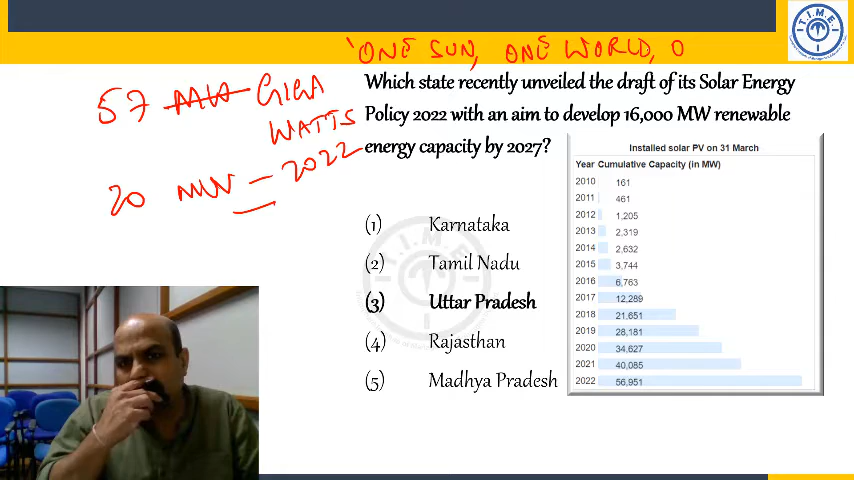 'ONE SUN, ONE WORLD, O
57 MW GIGA
WATTS
20 MW - 2022
Which state recently unveiled the draft of its Solar Energy
Policy 2022 with an aim to develop 16,000 MW renewable
energy capacity by 2027?
(1) Karnataka
(2) Tamil Nadu
(3) Uttar Pradesh
(4) Rajasthan
(5) Madhya Pradesh
Installed solar PV on 31 March
Year Cumulative Capacity (in MW)
2010 161
2011 461
2012 1,205
2013 2,319
2014 2,632
2015 3,744
2016 6,763
2017 12,289
2018 21,651
2019 28,181
2020 34,627
2021 40,085
2022 56,951
T.I.M.E.
T.I.M.E.